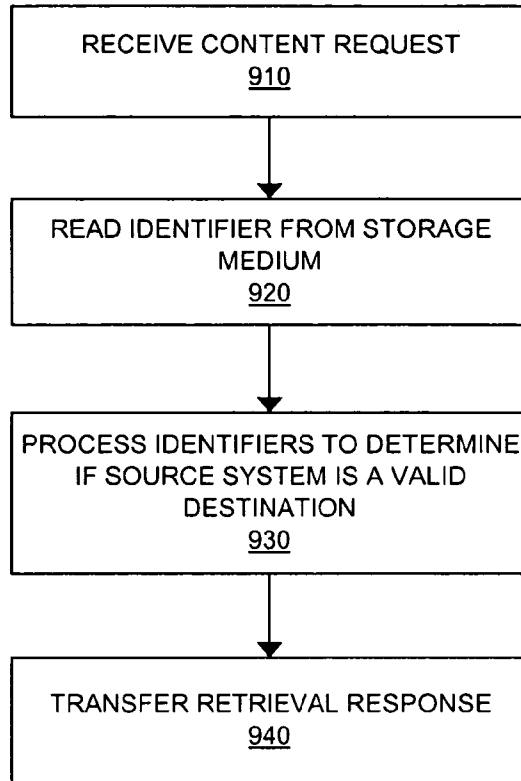 RECEIVE CONTENT REQUEST
910
READ IDENTIFIER FROM STORAGE
MEDIUM
920
PROCESS IDENTIFIERS TO DETERMINE
IF SOURCE SYSTEM IS A VALID
DESTINATION
930
TRANSFER RETRIEVAL RESPONSE
940